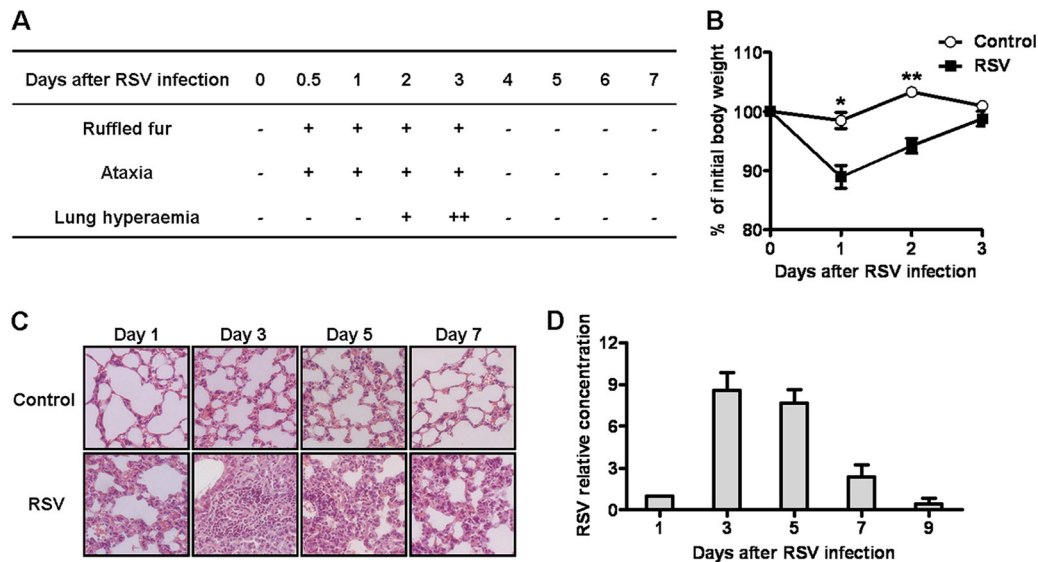 A
Days after RSV infection 0 0.5 1 2 3 4 5 6 7
Ruffled fur - + + + + - - - -
Ataxia - + + + + - - - -
Lung hyperaemia - - - + ++ - - - -
B
% of initial body weight
110
100
90
80
* **
Control
RSV
0 1 2 3
Days after RSV infection
C
Day 1 Day 3 Day 5 Day 7
Control
RSV
D
RSV relative concentration
12
9
6
3
0
1 3 5 7 9
Days after RSV infection